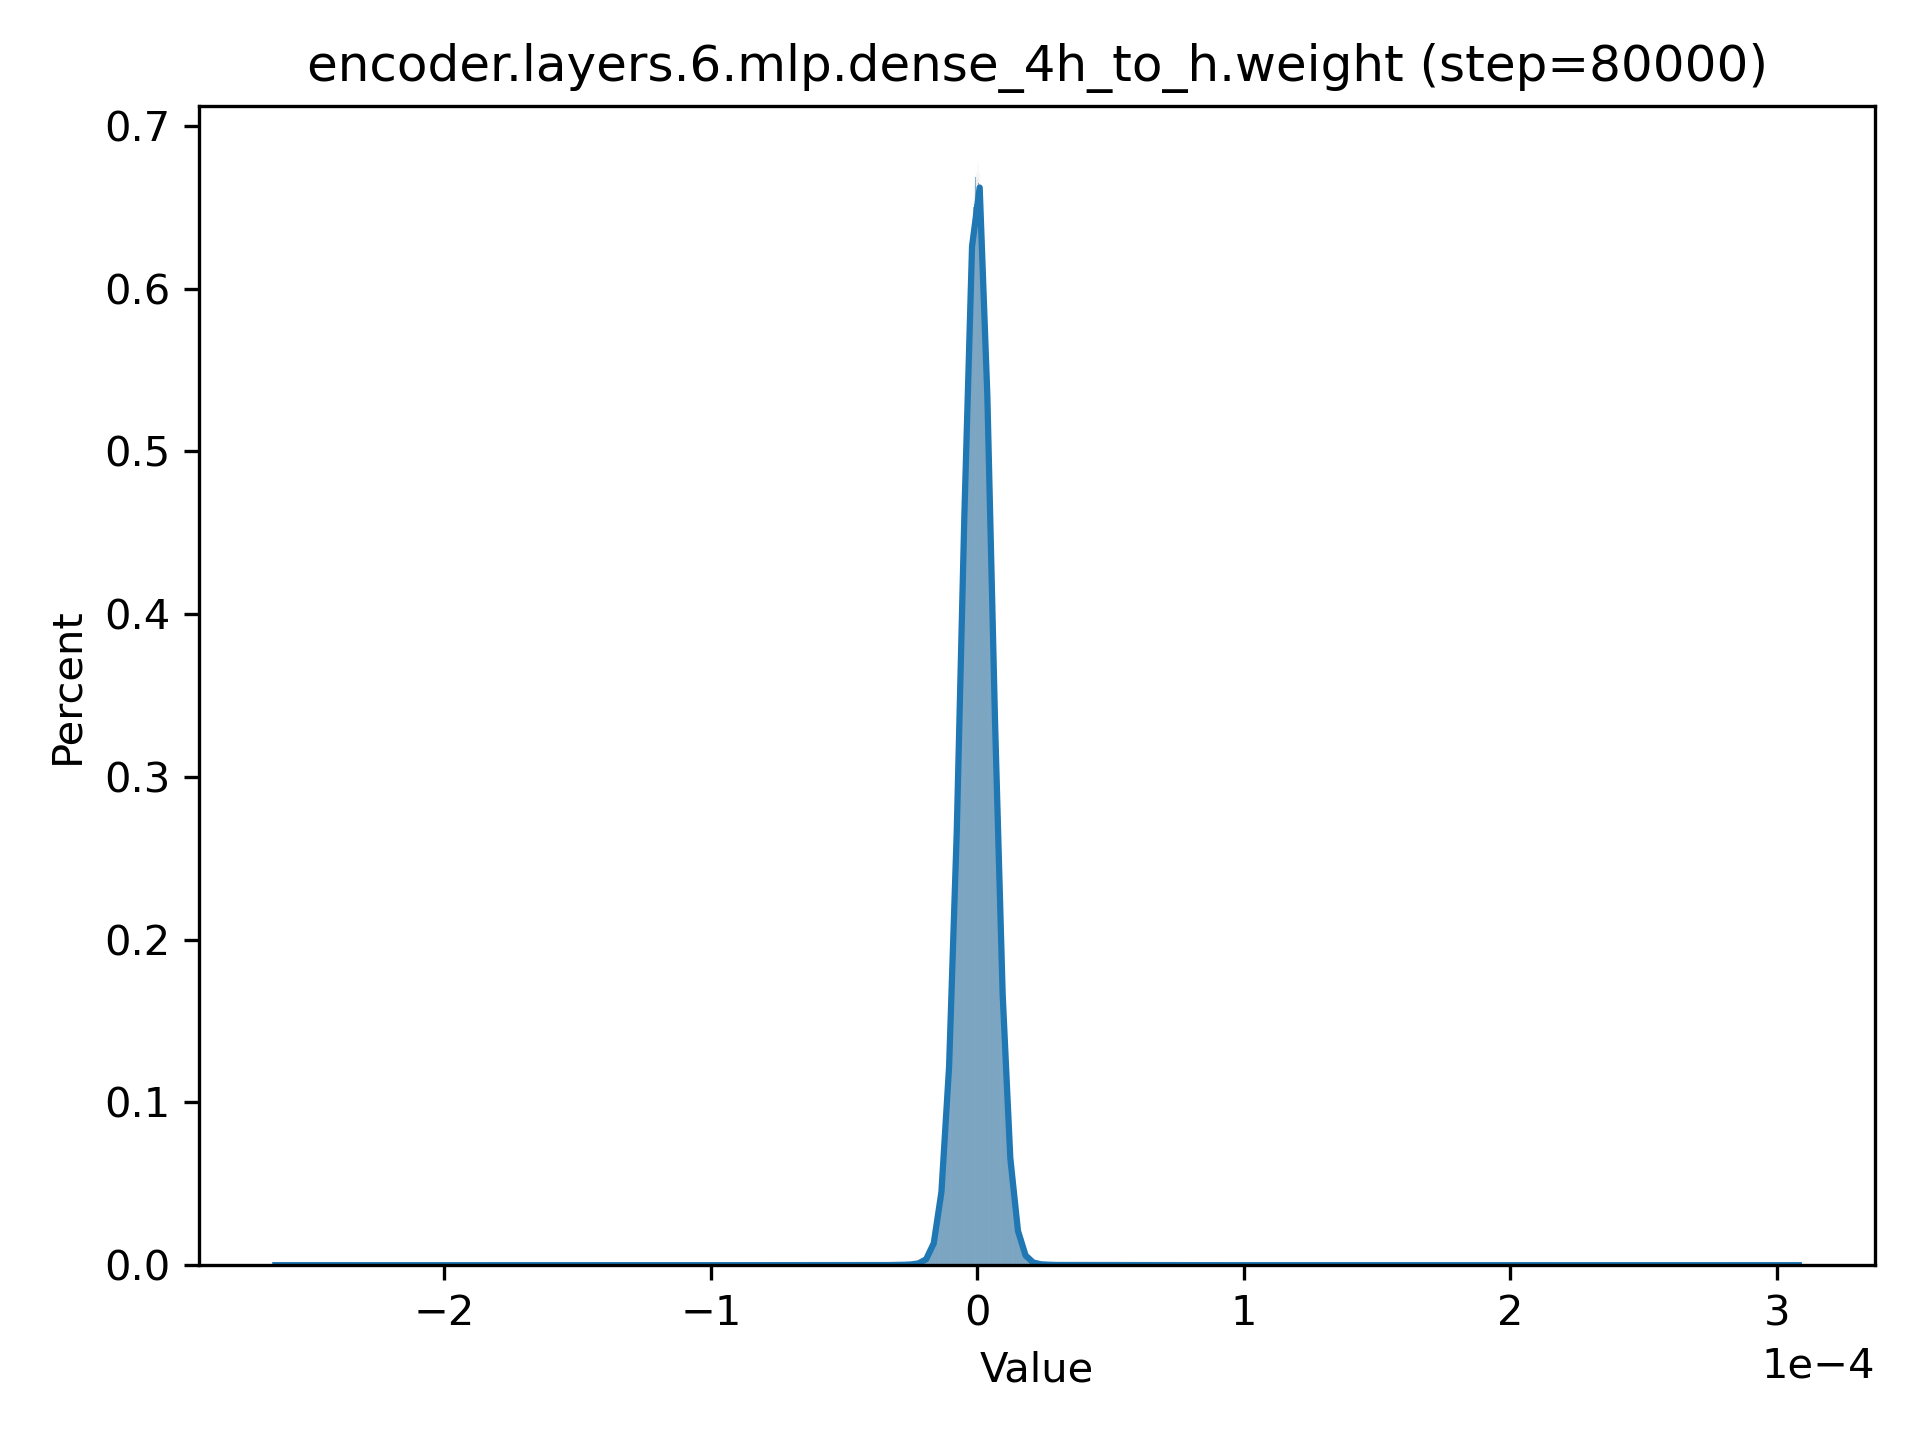 encoder.layers.6.mlp.dense_4h_to_h.weight (step=80000)
0.7
0.6
0.5
0.4
0.3
0.2
0.1
0.0
Percent
−2 −1 0 1 2 3
1e−4
Value